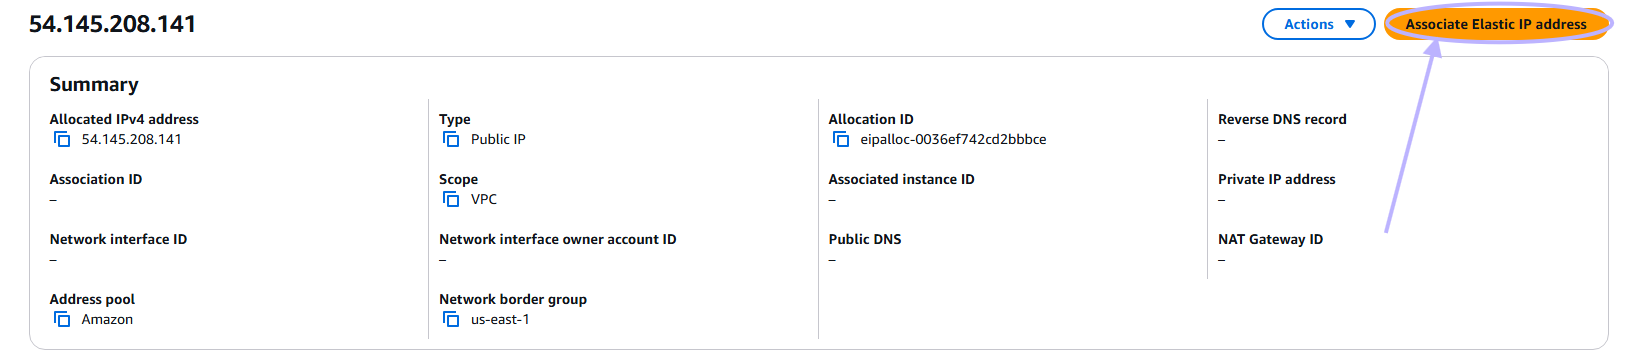 54.145.208.141
Actions
Associate Elastic IP address
Summary
Allocated IPv4 address
54.145.208.141
Type
Public IP
Allocation ID
eipalloc-0036ef742cd2bbbce
Reverse DNS record
–
Association ID
–
Scope
VPC
Associated instance ID
–
Private IP address
–
Network interface ID
–
Network interface owner account ID
–
Public DNS
–
NAT Gateway ID
–
Address pool
Amazon
Network border group
us-east-1